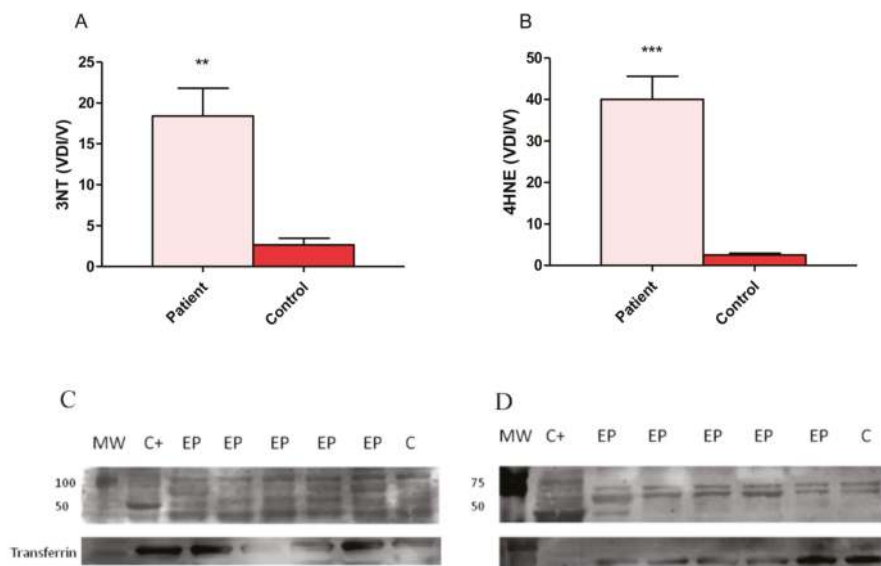 A
**
3NT (VDI/V)
25
20
15
10
5
0
Patient
Control
B
***
4HNE (VDI/V)
50
40
30
20
10
0
Patient
Control
C
MW C+ EP EP EP EP EP C
100
50
Transferrin
D
MW C+ EP EP EP EP EP C
75
50